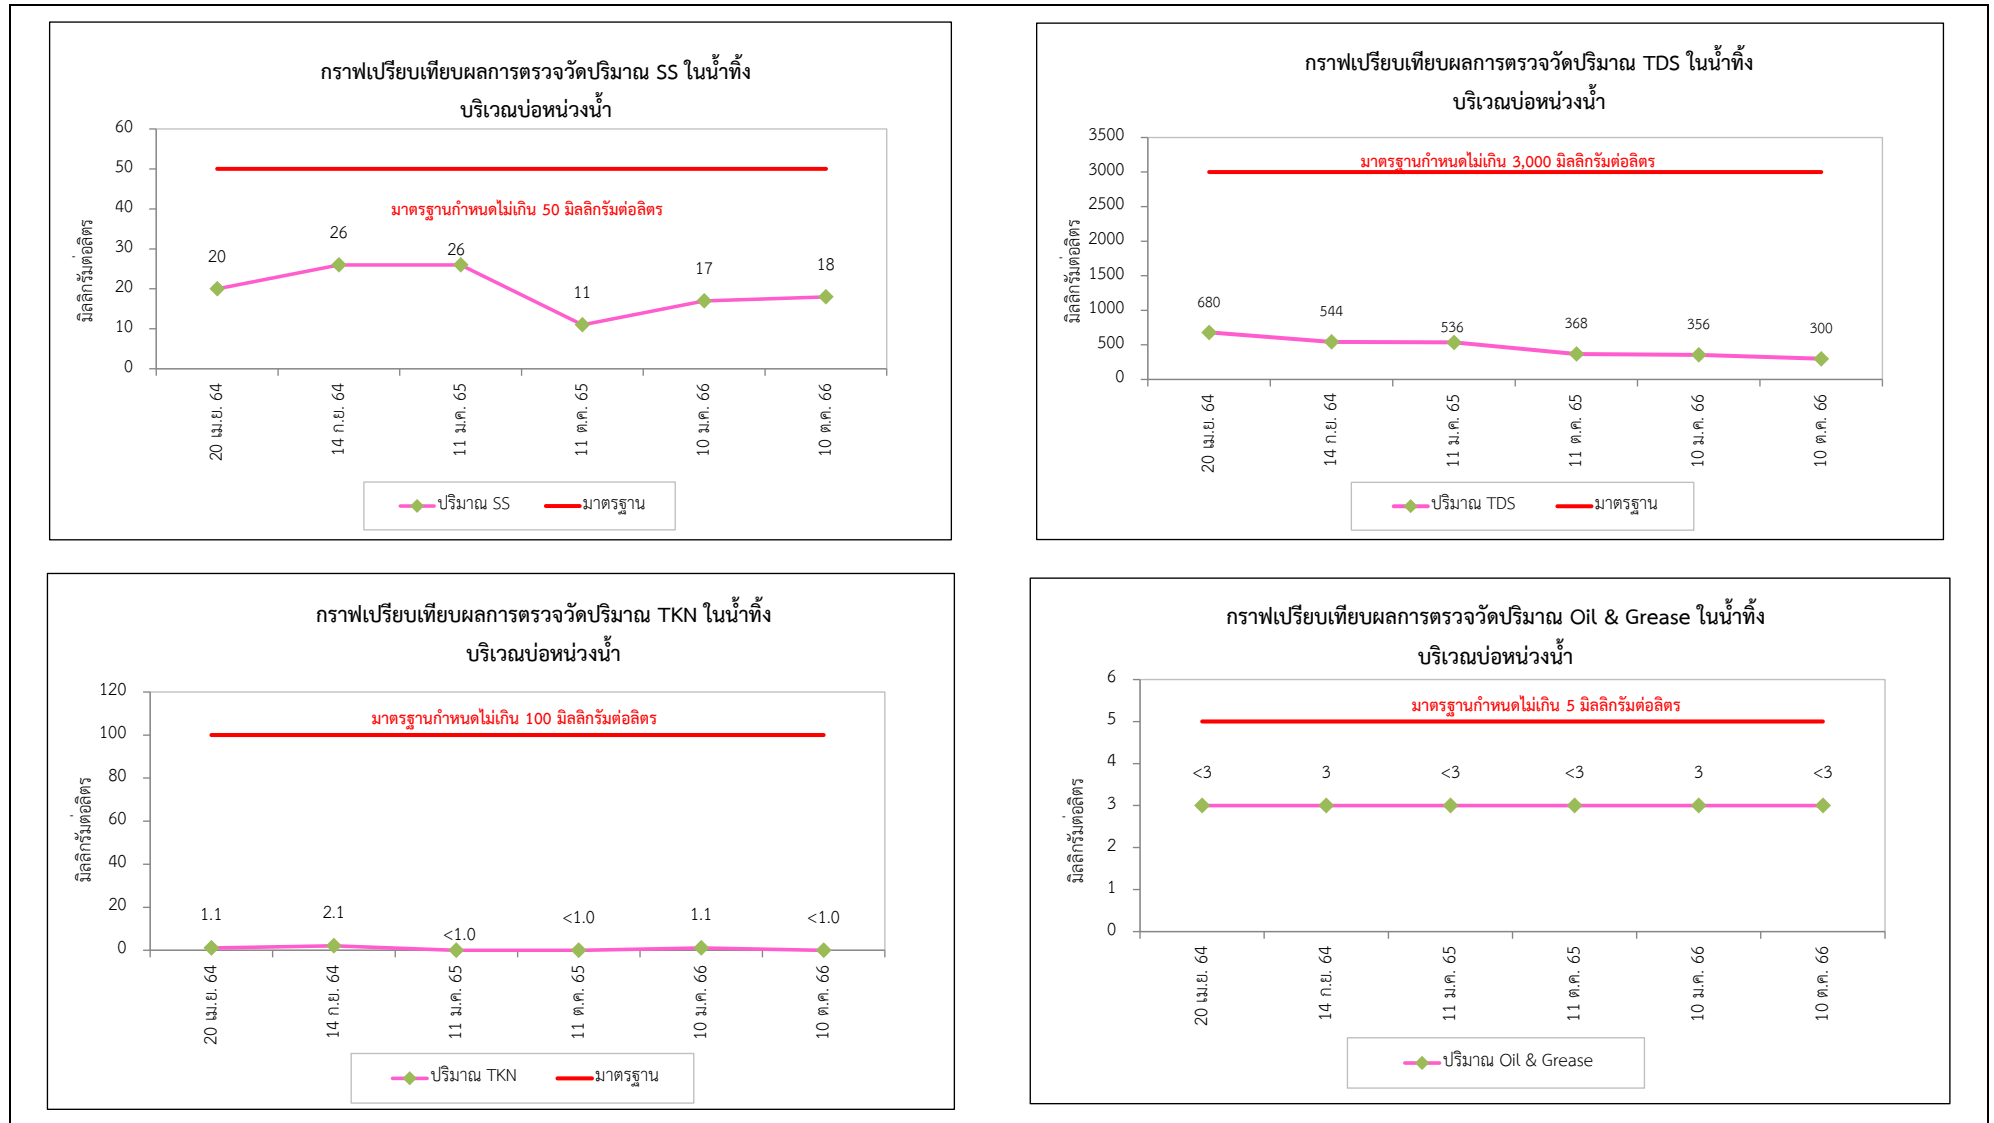 กราฟเปรียบเทียบผลการตรวจวัดปริมาณ SS ในน้ำทิ้ง
บริเวณบ่อหน่วงน้ำ
60
50
40
30
20
10
0
มิลลิกรัมต่อลิตร
มาตรฐานกำหนดไม่เกิน 50 มิลลิกรัมต่อลิตร
20
26
26
11
17
18
20 เม.ย. 64
14 ก.ย. 64
11 ม.ค. 65
11 ต.ค. 65
10 ม.ค. 66
10 ต.ค. 66
ปริมาณ SS
มาตรฐาน
กราฟเปรียบเทียบผลการตรวจวัดปริมาณ TDS ในน้ำทิ้ง
บริเวณบ่อหน่วงน้ำ
3500
3000
2500
2000
1500
1000
500
0
มิลลิกรัมต่อลิตร
มาตรฐานกำหนดไม่เกิน 3,000 มิลลิกรัมต่อลิตร
680
544
536
368
356
300
20 เม.ย. 64
14 ก.ย. 64
11 ม.ค. 65
11 ต.ค. 65
10 ม.ค. 66
10 ต.ค. 66
ปริมาณ TDS
มาตรฐาน
กราฟเปรียบเทียบผลการตรวจวัดปริมาณ TKN ในน้ำทิ้ง
บริเวณบ่อหน่วงน้ำ
120
100
80
60
40
20
0
มิลลิกรัมต่อลิตร
มาตรฐานกำหนดไม่เกิน 100 มิลลิกรัมต่อลิตร
1.1
2.1
<1.0
<1.0
1.1
<1.0
20 เม.ย. 64
14 ก.ย. 64
11 ม.ค. 65
11 ต.ค. 65
10 ม.ค. 66
10 ต.ค. 66
ปริมาณ TKN
มาตรฐาน
กราฟเปรียบเทียบผลการตรวจวัดปริมาณ Oil & Grease ในน้ำทิ้ง
บริเวณบ่อหน่วงน้ำ
6
5
4
3
2
1
0
มิลลิกรัมต่อลิตร
มาตรฐานกำหนดไม่เกิน 5 มิลลิกรัมต่อลิตร
<3
3
<3
<3
3
<3
20 เม.ย. 64
14 ก.ย. 64
11 ม.ค. 65
11 ต.ค. 65
10 ม.ค. 66
10 ต.ค. 66
ปริมาณ Oil & Grease